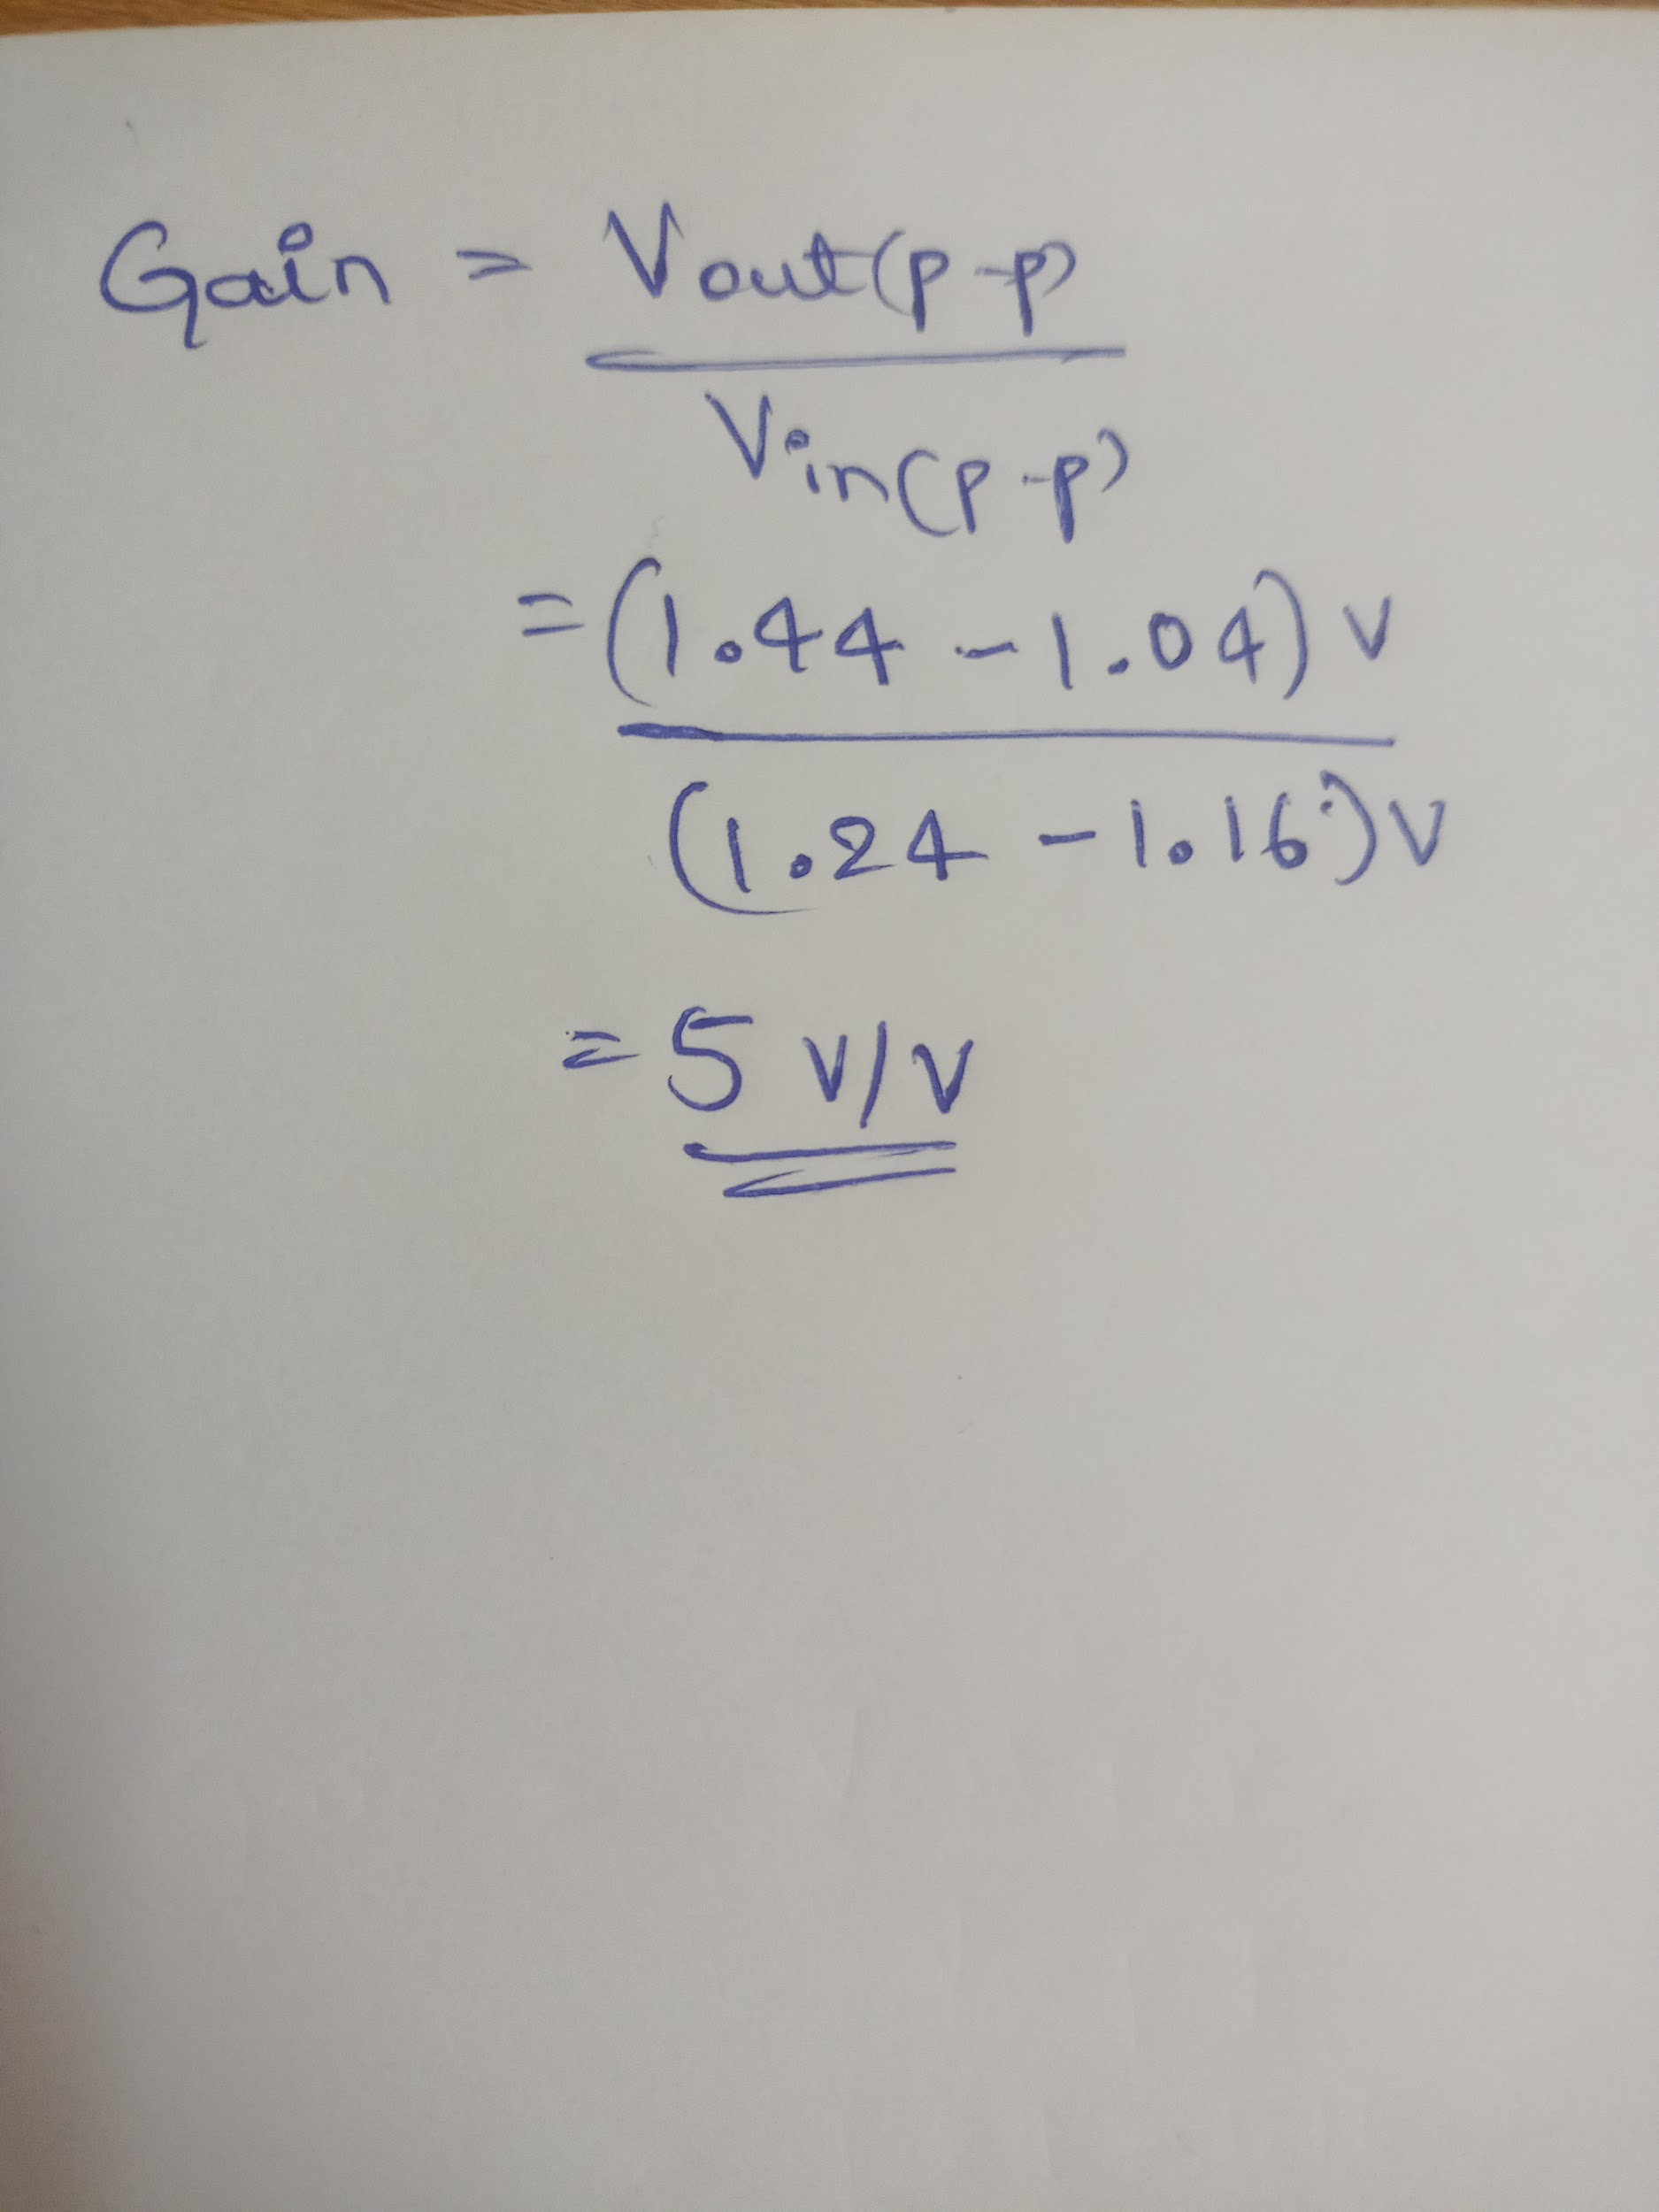 Gain = Vout(p-p)
Vin(p-p)
= (1.44 - 1.04) V
(1.24 - 1.16) V
= 5 V/V